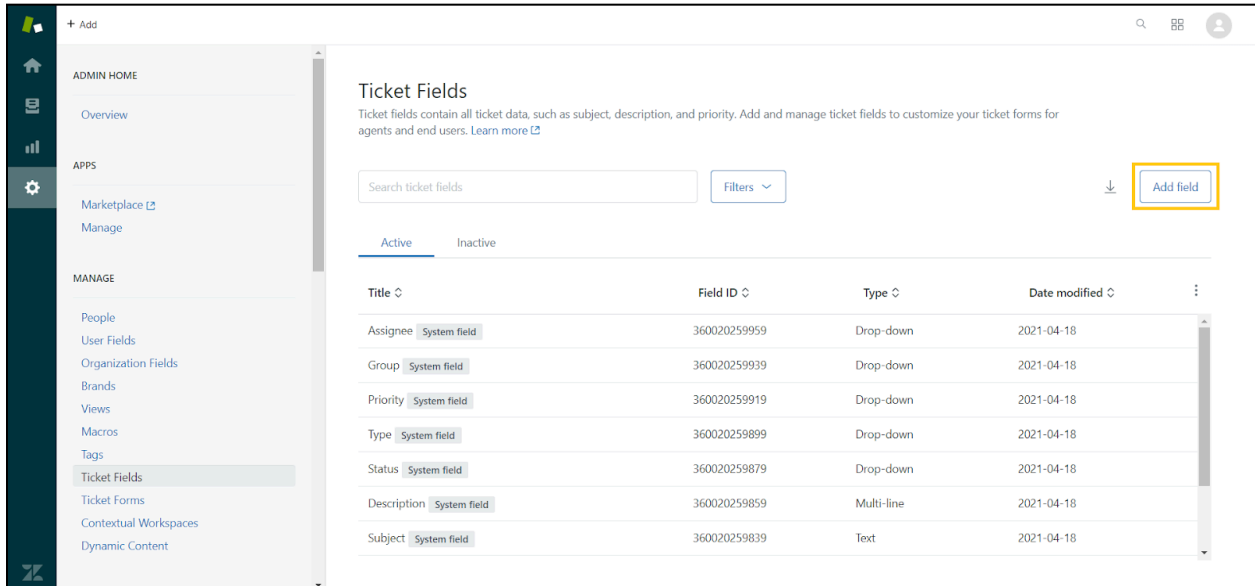 + Add
ADMIN HOME
Overview
APPS
Marketplace
Manage
MANAGE
People
User Fields
Organization Fields
Brands
Views
Macros
Tags
Ticket Fields
Ticket Forms
Contextual Workspaces
Dynamic Content
Ticket Fields
Ticket fields contain all ticket data, such as subject, description, and priority. Add and manage ticket fields to customize your ticket forms for
agents and end users. Learn more
Search ticket fields Filters Add field
Active Inactive
Title Field ID Type Date modified
Assignee System field 360020259959 Drop-down 2021-04-18
Group System field 360020259939 Drop-down 2021-04-18
Priority System field 360020259919 Drop-down 2021-04-18
Type System field 360020259899 Drop-down 2021-04-18
Status System field 360020259879 Drop-down 2021-04-18
Description System field 360020259859 Multi-line 2021-04-18
Subject System field 360020259839 Text 2021-04-18